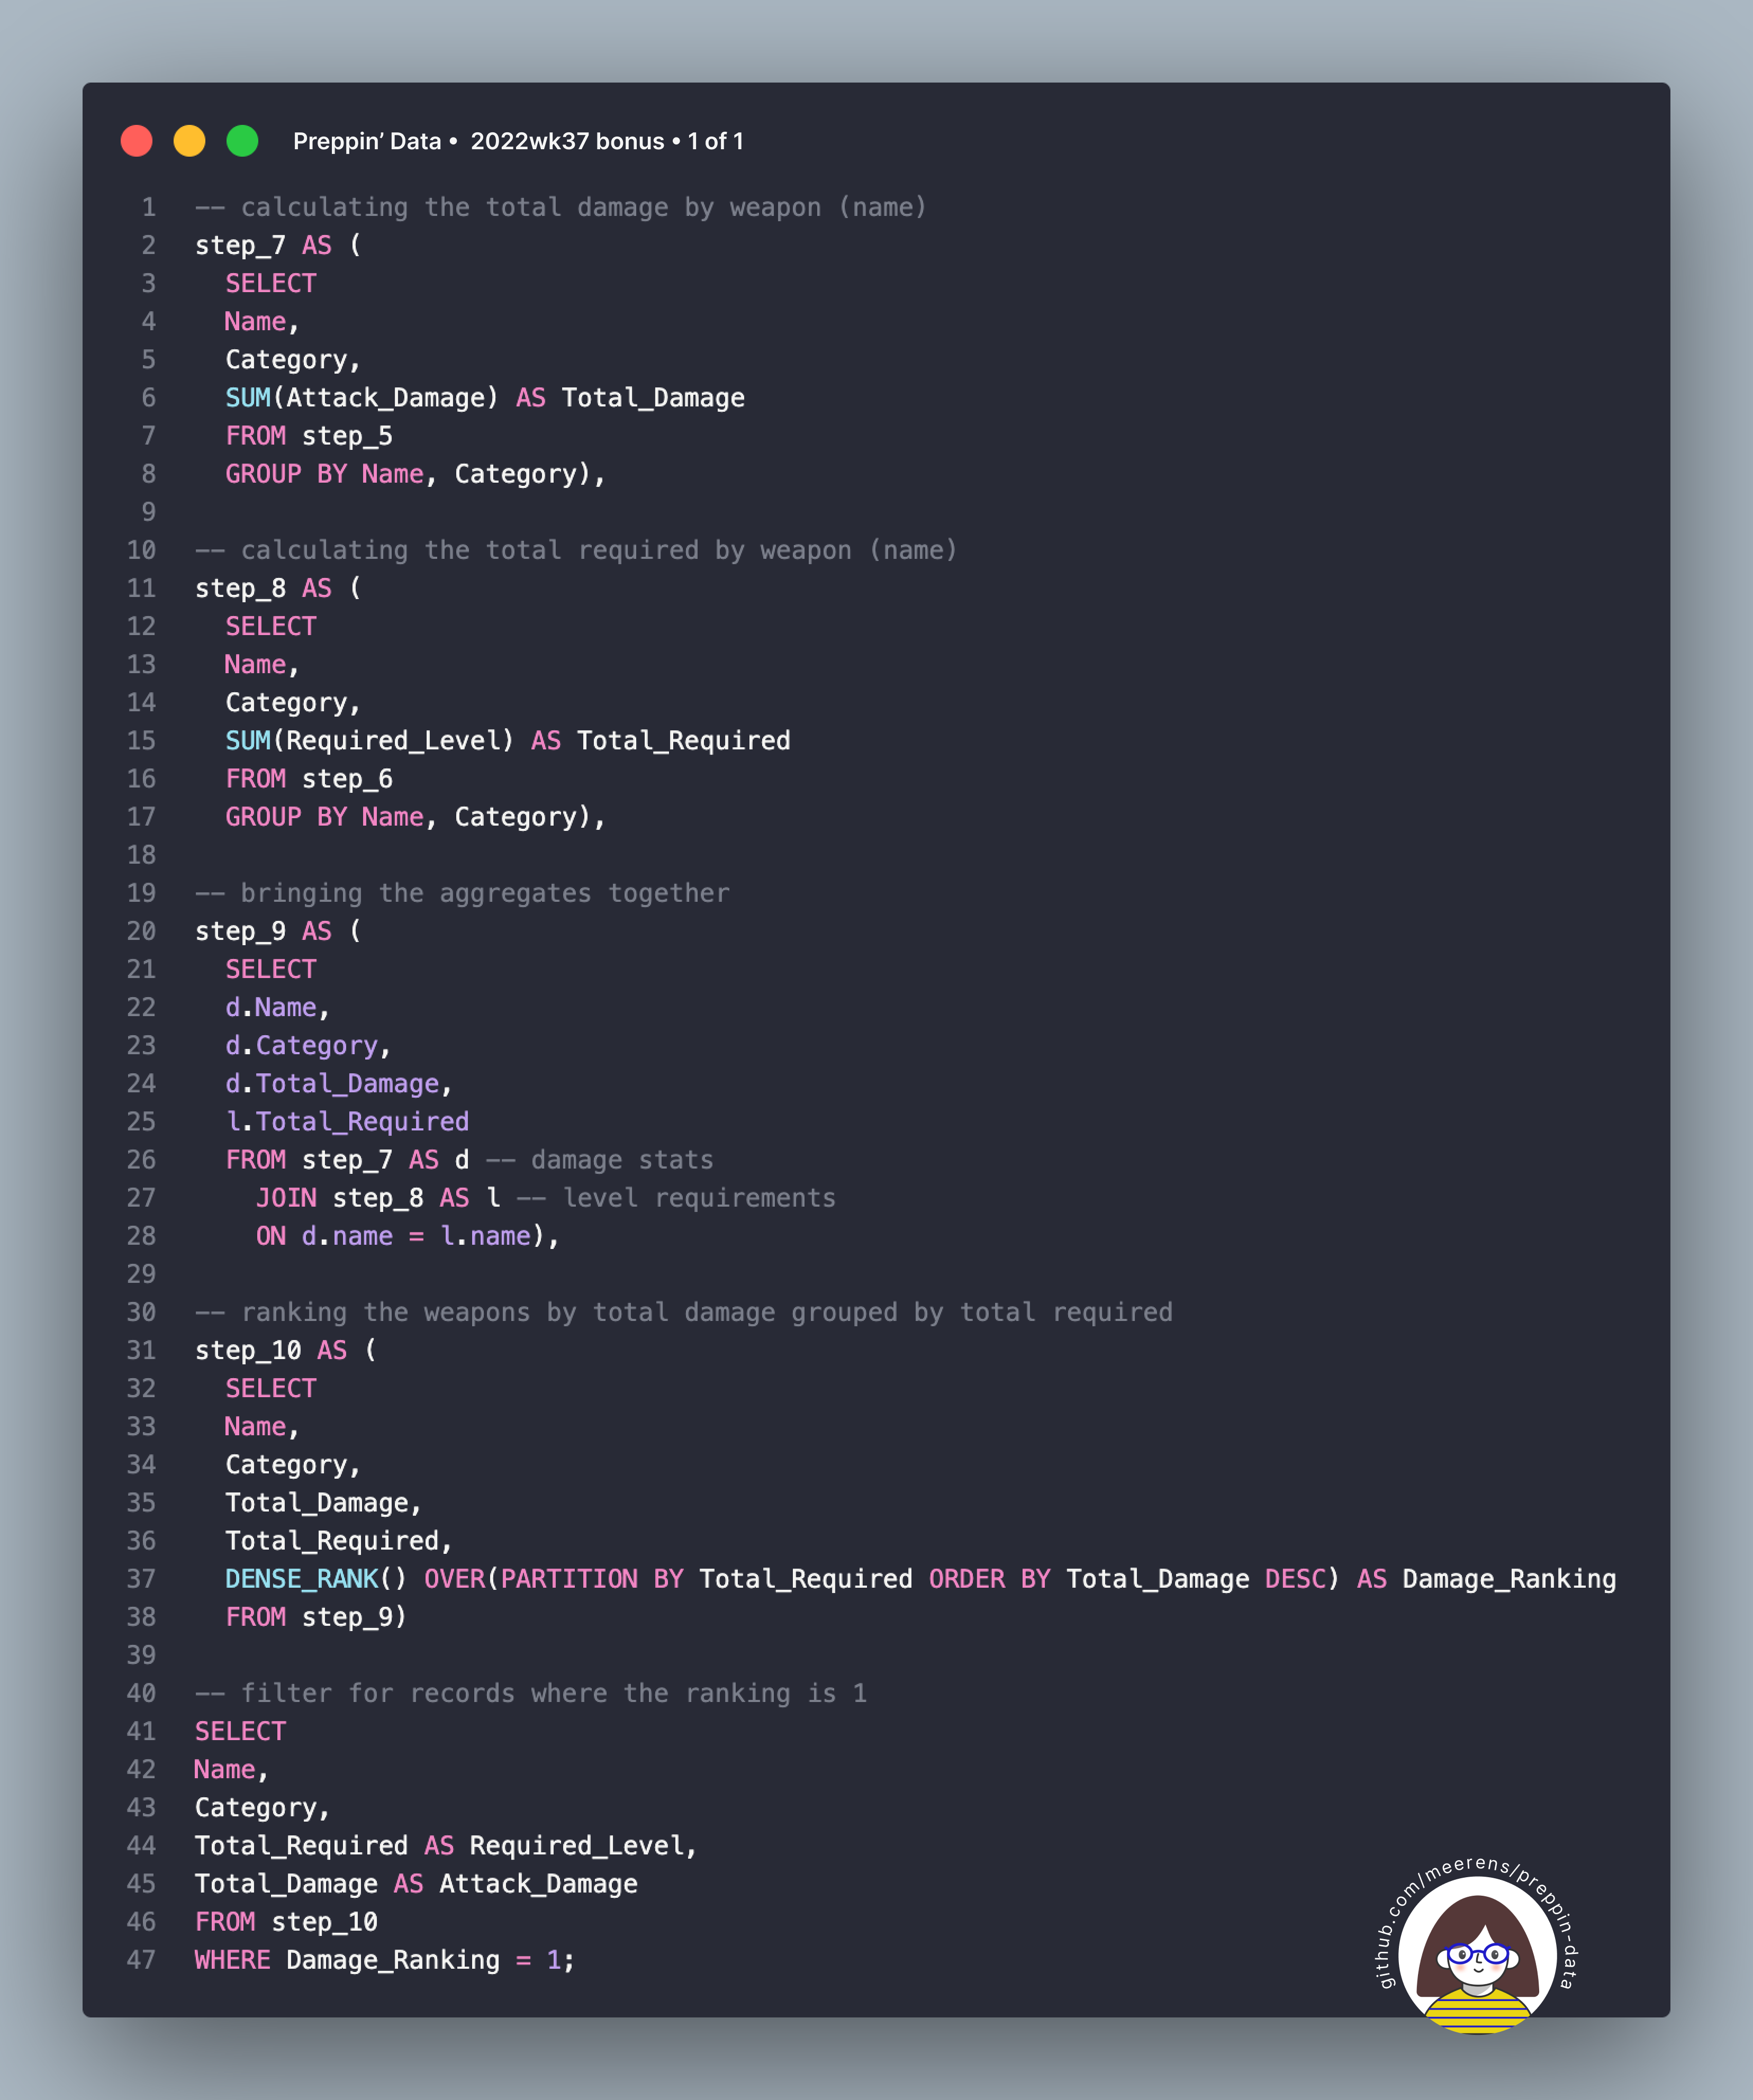 Preppin’ Data • 2022wk37 bonus • 1 of 1
1 -- calculating the total damage by weapon (name)
2 step_7 AS (
3 SELECT
4 Name,
5 Category,
6 SUM(Attack_Damage) AS Total_Damage
7 FROM step_5
8 GROUP BY Name, Category),
9
10 -- calculating the total required by weapon (name)
11 step_8 AS (
12 SELECT
13 Name,
14 Category,
15 SUM(Required_Level) AS Total_Required
16 FROM step_6
17 GROUP BY Name, Category),
18
19 -- bringing the aggregates together
20 step_9 AS (
21 SELECT
22 d.Name,
23 d.Category,
24 d.Total_Damage,
25 l.Total_Required
26 FROM step_7 AS d -- damage stats
27 JOIN step_8 AS l -- level requirements
28 ON d.name = l.name),
29
30 -- ranking the weapons by total damage grouped by total required
31 step_10 AS (
32 SELECT
33 Name,
34 Category,
35 Total_Damage,
36 Total_Required,
37 DENSE_RANK() OVER(PARTITION BY Total_Required ORDER BY Total_Damage DESC) AS Damage_Ranking
38 FROM step_9)
39
40 -- filter for records where the ranking is 1
41 SELECT
42 Name,
43 Category,
44 Total_Required AS Required_Level,
45 Total_Damage AS Attack_Damage
46 FROM step_10
47 WHERE Damage_Ranking = 1;
github.com/meerens/preppin-data